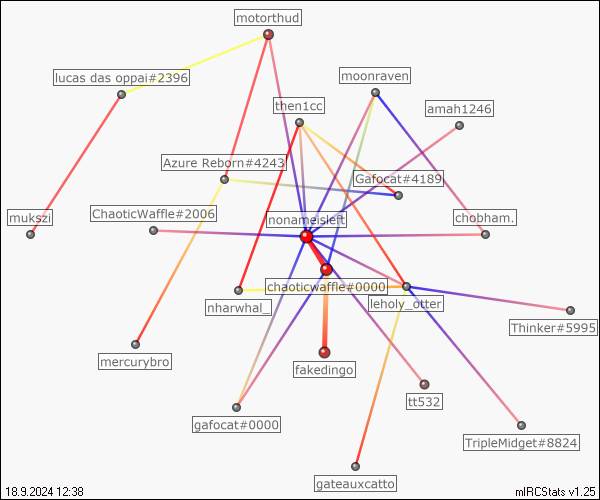 motorthud
lucas das oppai#2396
moonraven
then1cc
amah1246
Azure Reborn#4243
Gafocat#4189
mukszi
ChaoticWaffle#2006
nonameisleft
chobham.
chaoticwaffle#0000
nharwhal_
leholy_otter
Thinker#5995
mercurybro
fakedingo
tt532
gafocat#0000
TripleMidget#8824
gateauxcatto
18.9.2024 12:38
mIRCStats v1.25